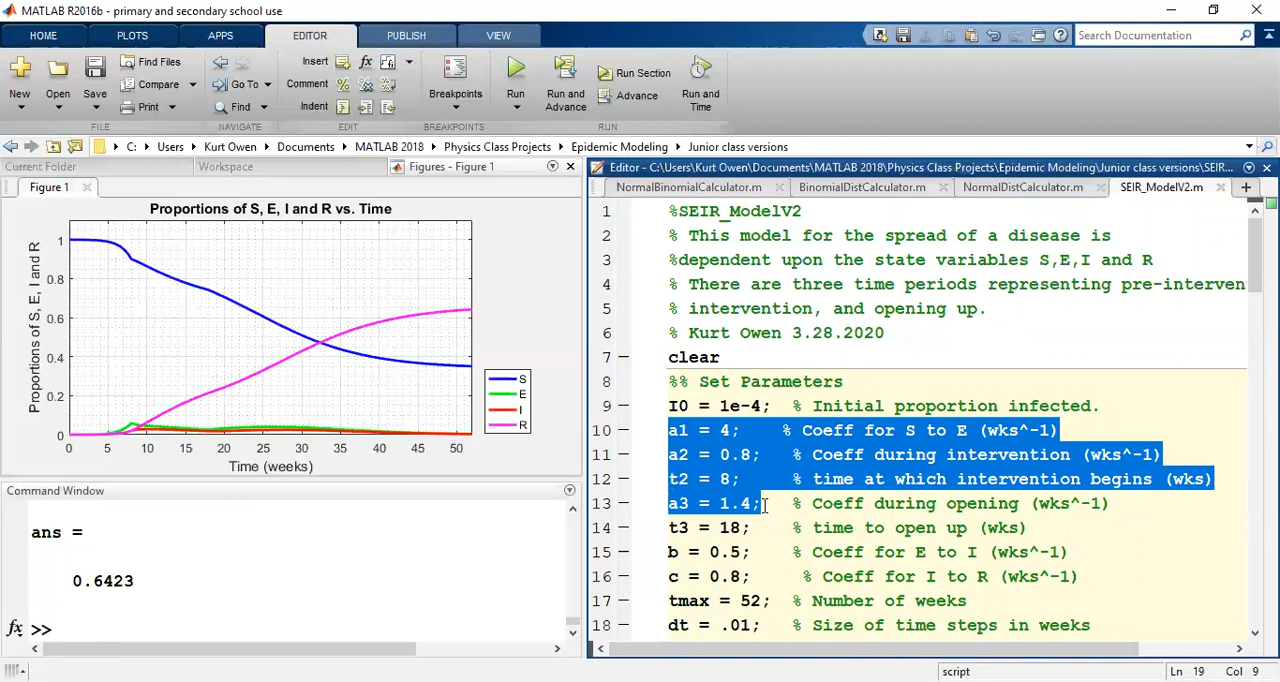 MATLAB R2016b - primary and secondary school use
HOME PLOTS APPS EDITOR PUBLISH VIEW Search Documentation
New Open Save Find Files Compare Print
Go To Find
Insert fx
Comment
Indent
Breakpoints
Run Run and Advance Run Section Advance Run and Time
FILE NAVIGATE EDIT BREAKPOINTS RUN
C: Users Kurt Owen Documents MATLAB 2018 Physics Class Projects Epidemic Modeling Junior class versions
Current Folder Workspace Figures - Figure 1
Figure 1
Proportions of S, E, I and R vs. Time
Proportions of S, E, I and R
1
0.8
0.6
0.4
0.2
0
0 5 10 15 20 25 30 35 40 45 50
Time (weeks)
S
E
I
R
Command Window
ans =
0.6423
fx >>
Editor - C:\Users\Kurt Owen\Documents\MATLAB 2018\Physics Class Projects\Epidemic Modeling\Junior class versions\SEIR...
NormalBinomialCalculator.m BinomialDistCalculator.m NormalDistCalculator.m SEIR_ModelV2.m
1 %SEIR_ModelV2
2 % This model for the spread of a disease is
3 %dependent upon the state variables S,E,I and R
4 % There are three time periods representing pre-interven
5 % intervention, and opening up.
6 % Kurt Owen 3.28.2020
7 clear
8 %% Set Parameters
9 I0 = 1e-4; % Initial proportion infected.
10 a1 = 4; % Coeff for S to E (wks^-1)
11 a2 = 0.8; % Coeff during intervention (wks^-1)
12 t2 = 8; % time at which intervention begins (wks)
13 a3 = 1.4; % Coeff during opening (wks^-1)
14 t3 = 18; % time to open up (wks)
15 b = 0.5; % Coeff for E to I (wks^-1)
16 c = 0.8; % Coeff for I to R (wks^-1)
17 tmax = 52; % Number of weeks
18 dt = .01; % Size of time steps in weeks
script Ln 19 Col 9